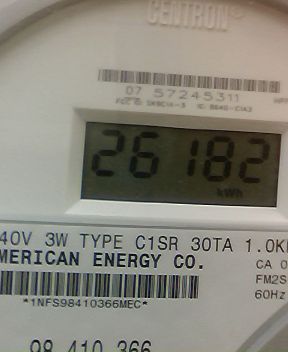 CENTRON®
07 57245311
26182
kWh
40V 3W TYPE C1SR 30TA 1.0K
MERICAN ENERGY CO.
CA 0
FM2S
60Hz
*1NFS98410366MEC*
98 410 366